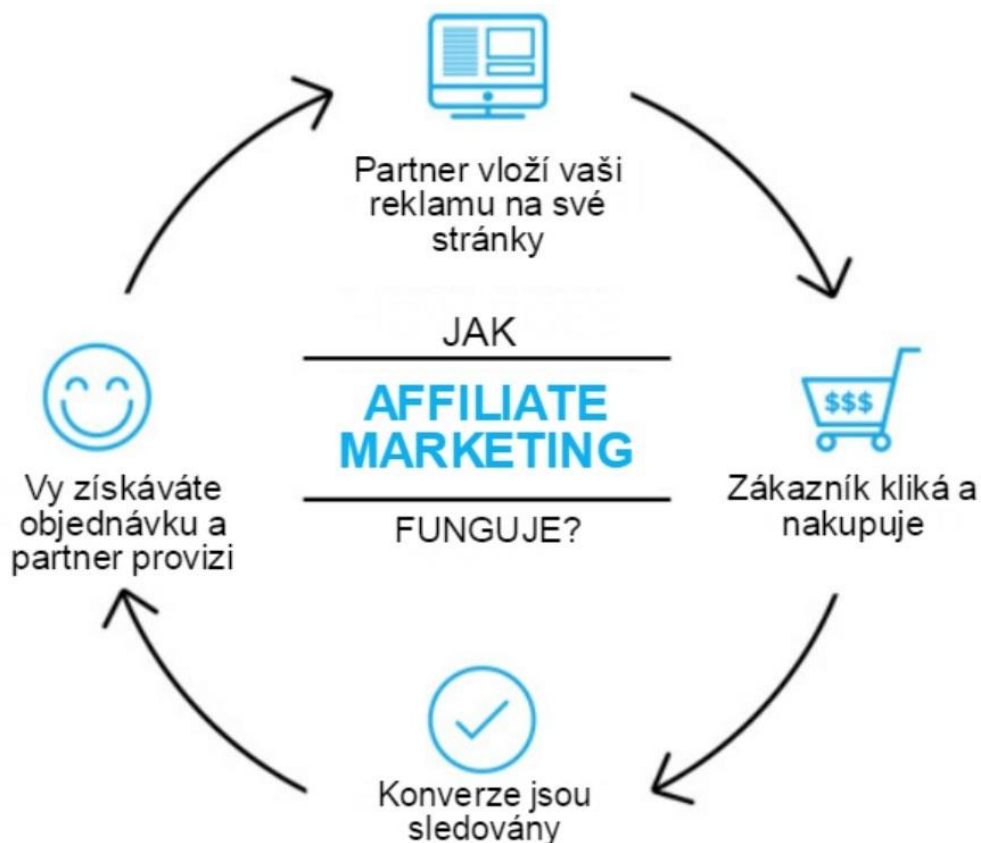 Partner vloží vaši
reklamu na své
stránky
JAK
AFFILIATE
MARKETING
FUNGUJE?
$$$
Zákazník kliká a
nakupuje
Konverze jsou
sledovány
Vy získáváte
objednávku a
partner provizi